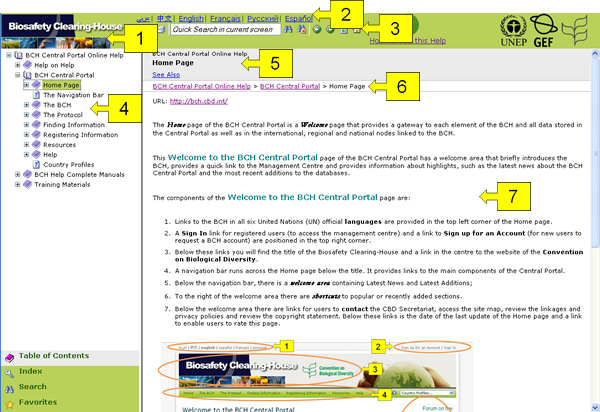 عربي | 中文 | English | Français | Русский | Español
2
Biosafety Clearing-House
1
Quick Search in current screen
3
UNEP
GEF
BCH Central Portal Online Help
Help on Help
BCH Central Portal
Home Page
The Navigation Bar
The BCH
The Protocol
Finding Information
Registering Information
Resources
Help
Country Profiles
BCH Help Complete Manuals
Training Materials
4
Table of Contents
Index
Search
Favorites
BCH Central Portal Online Help
Home Page
See Also
5
BCH Central Portal Online Help > BCH Central Portal > Home Page
6
URL: http://bch.cbd.int/
The Home page of the BCH Central Portal is a Welcome page that provides a gateway to each element of the BCH and all data stored in
the Central Portal as well as in the international, regional and national nodes linked to the BCH.
This Welcome to the BCH Central Portal page of the BCH Central Portal has a welcome area that briefly introduces the
BCH, provides a quick link to the Management Centre and provides information about highlights, such as the latest news about the BCH
Central Portal and the most recent additions to the databases.
The components of the Welcome to the BCH Central Portal page are:
7
1. Links to the BCH in all six United Nations (UN) official languages are provided in the top left corner of the Home page.
2. A Sign In link for registered users (to access the management centre) and a link to Sign up for an Account (for new users to
request a BCH account) are positioned in the top right corner.
3. Below these links you will find the title of the Biosafety Clearing-House and a link in the centre to the website of the Convention
on Biological Diversity.
4. A navigation bar runs across the Home page below the title. It provides links to the main components of the Central Portal.
5. Below the navigation bar, there is a welcome area containing Latest News and Latest Additions;
6. To the right of the welcome area there are shortcuts to popular or recently added sections.
7. Below the welcome area there are links for users to contact the CBD Secretariat, access the site map, review the linkages and
privacy policies and review the copyright statement. Below these links is the date of the last update of the Home page and a link
to enable users to rate this page.
1
2
Sign up for an Account | Sign In
Biosafety Clearing-House
Convention on
Biological Diversity
3
Home The BCH The Protocol Finding Information Registering Information Resources Help
4
Country Profiles...
Welcome to the BCH Central Portal
Forum on